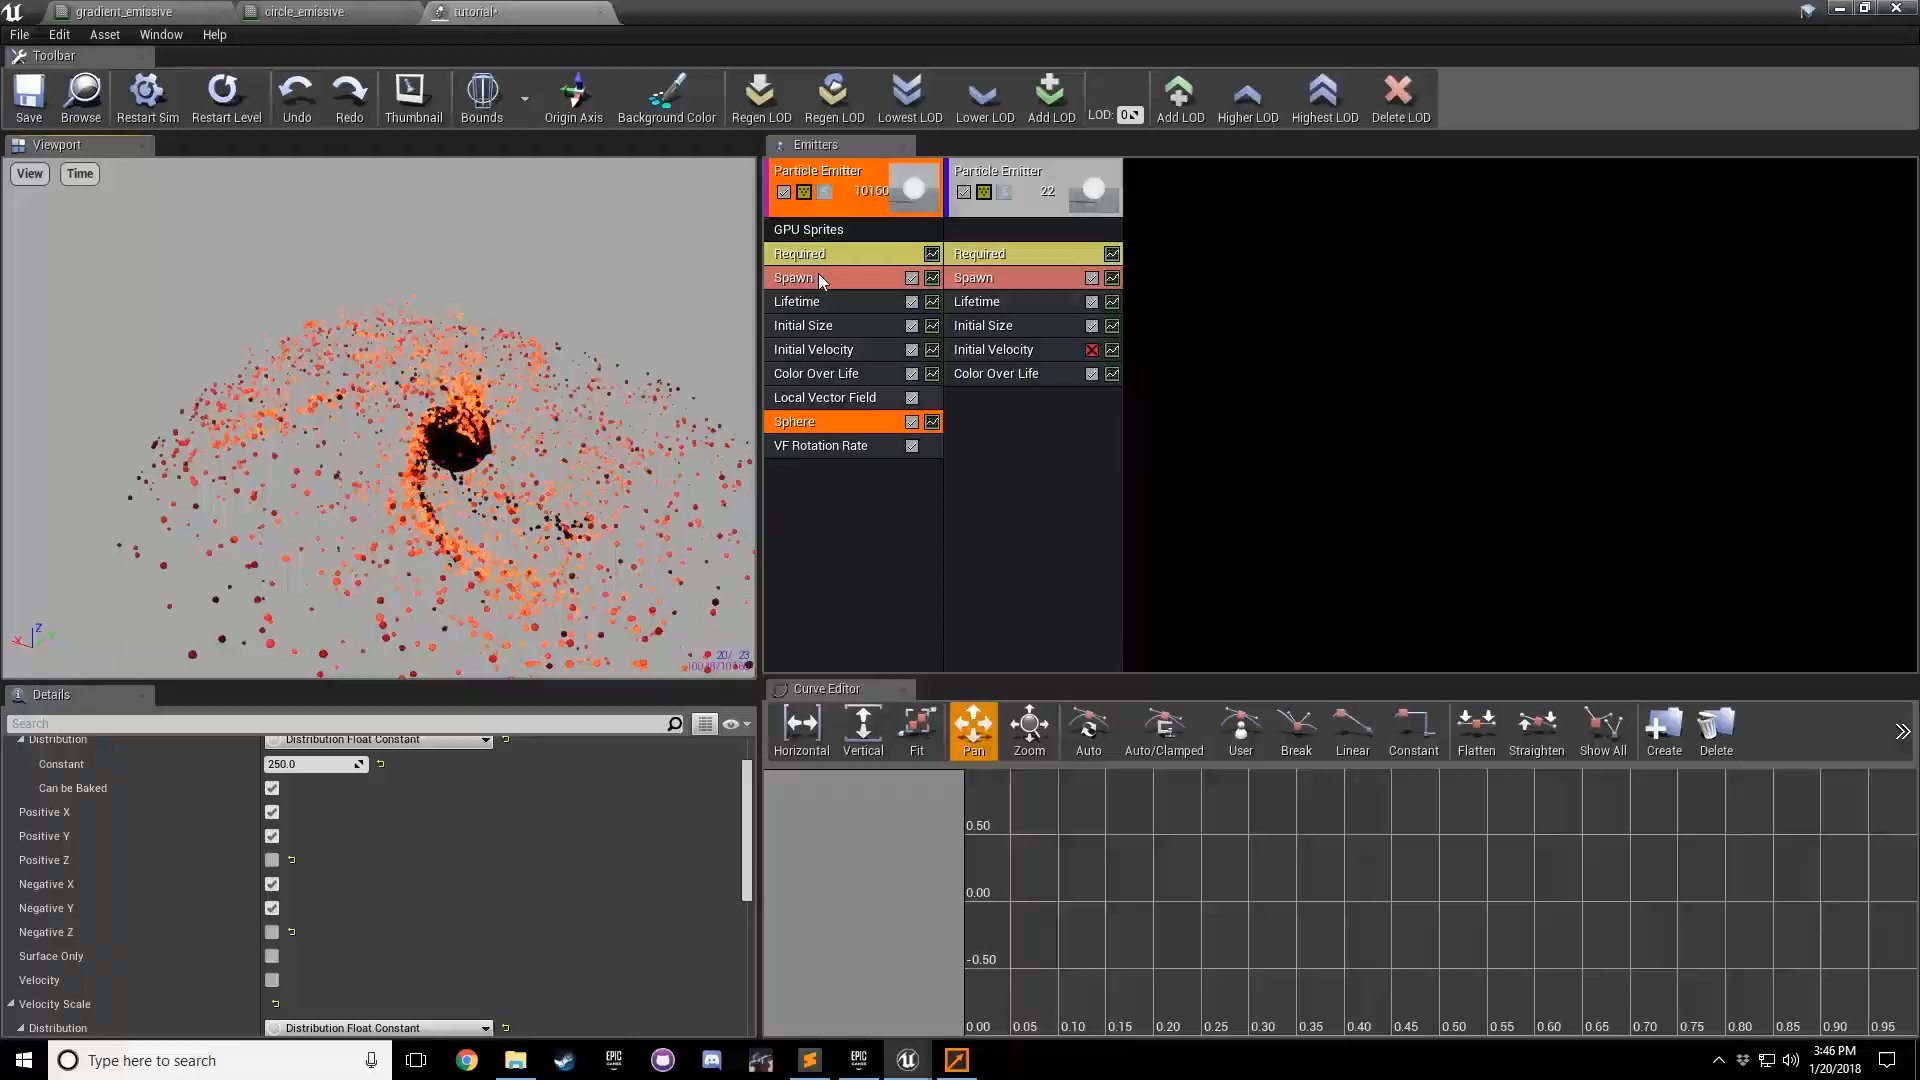 gradient_emissive
circle_emissive
tutorial*
File Edit Asset Window Help
Toolbar
Save Browse Restart Sim Restart Level Undo Redo Thumbnail Bounds Origin Axis Background Color Regen LOD Regen LOD Lowest LOD Lower LOD Add LOD LOD: 0 Add LOD Higher LOD Highest LOD Delete LOD
Viewport
View Time
Z
X
20/ 23
Emitters
Particle Emitter
10160
GPU Sprites
Required
Spawn
Lifetime
Initial Size
Initial Velocity
Color Over Life
Local Vector Field
Sphere
VF Rotation Rate
Particle Emitter
22
Required
Spawn
Lifetime
Initial Size
Initial Velocity
Color Over Life
Details
Search
Distribution Distribution Float Constant
Constant 250.0
Can be Baked
Positive X
Positive Y
Positive Z
Negative X
Negative Y
Negative Z
Surface Only
Velocity
Velocity Scale
Distribution Distribution Float Constant
Curve Editor
Horizontal Vertical Fit Pan Zoom Auto Auto/Clamped User Break Linear Constant Flatten Straighten Show All Create Delete
0.50
0.00
-0.50
0.00 0.05 0.10 0.15 0.20 0.25 0.30 0.35 0.40 0.45 0.50 0.55 0.60 0.65 0.70 0.75 0.80 0.85 0.90 0.95
Type here to search
EPIC GAMES
EPIC GAMES
3:46 PM
1/20/2018